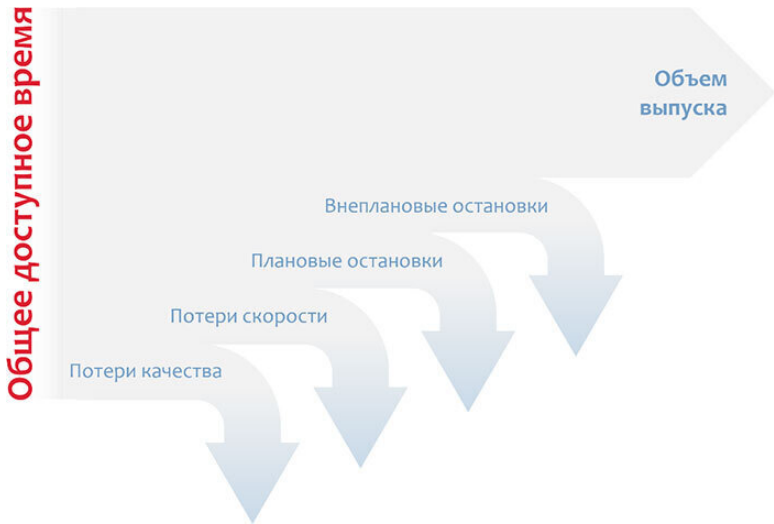 Общее доступное время
Объем
выпуска
Внеплановые остановки
Плановые остановки
Потери скорости
Потери качества